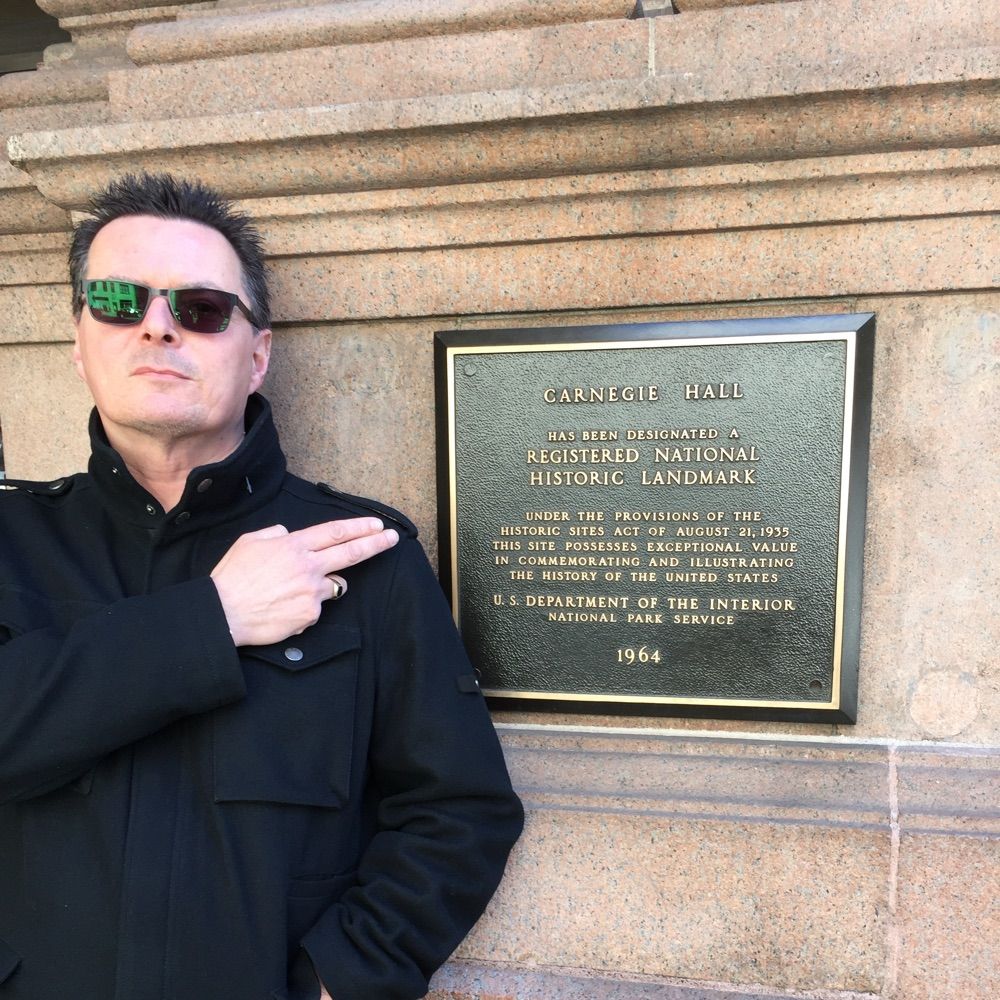 CARNEGIE HALL
HAS BEEN DESIGNATED A
REGISTERED NATIONAL
HISTORIC LANDMARK
UNDER THE PROVISIONS OF THE
HISTORIC SITES ACT OF AUGUST 21, 1935
THIS SITE POSSESSES EXCEPTIONAL VALUE
IN COMMEMORATING AND ILLUSTRATING
THE HISTORY OF THE UNITED STATES
U. S. DEPARTMENT OF THE INTERIOR
NATIONAL PARK SERVICE
1964